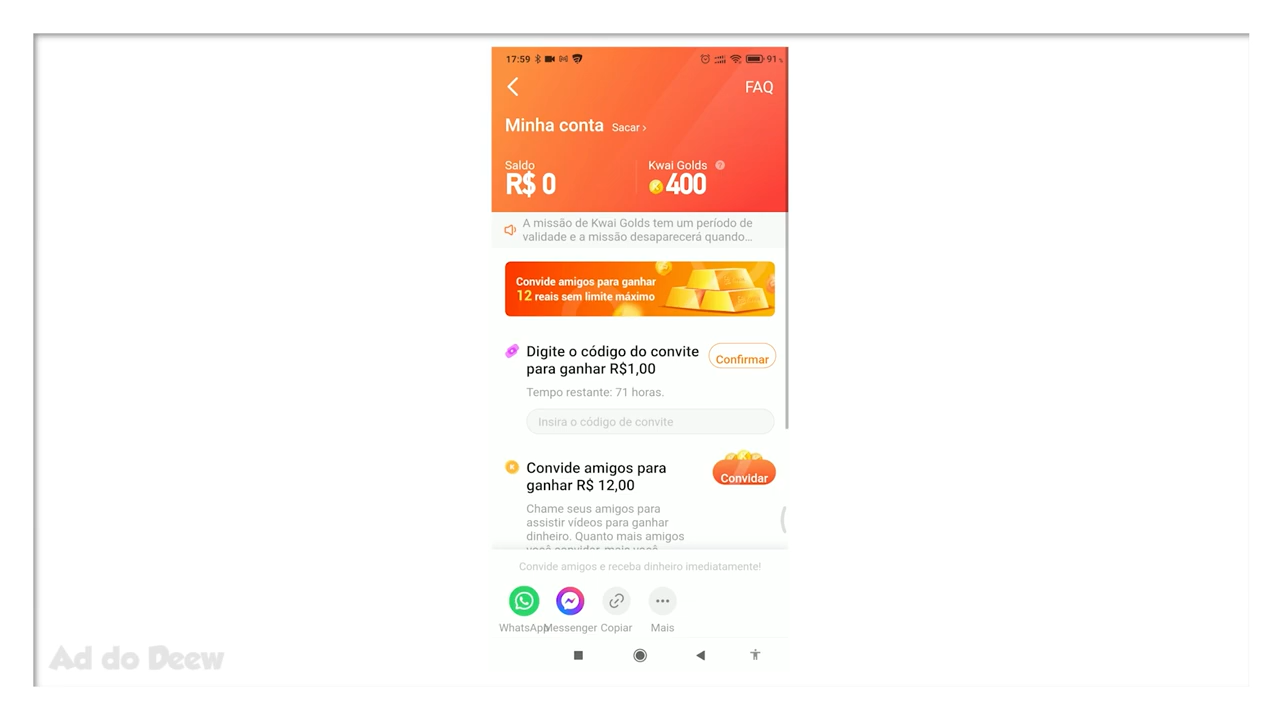 17:59
91
FAQ
Minha conta Sacar >
Saldo
R$ 0
Kwai Golds ?
400
A missão de Kwai Golds tem um período de
validade e a missão desaparecerá quando...
Convide amigos para ganhar
12 reais sem limite máximo
Digite o código do convite
para ganhar R$1,00
Confirmar
Tempo restante: 71 horas.
Insira o código de convite
Convide amigos para
ganhar R$ 12,00
Convidar
Chame seus amigos para
assistir vídeos para ganhar
dinheiro. Quanto mais amigos
você convidar, mais você
Convide amigos e receba dinheiro imediatamente!
WhatsApp Messenger Copiar Mais
Ad do Deew